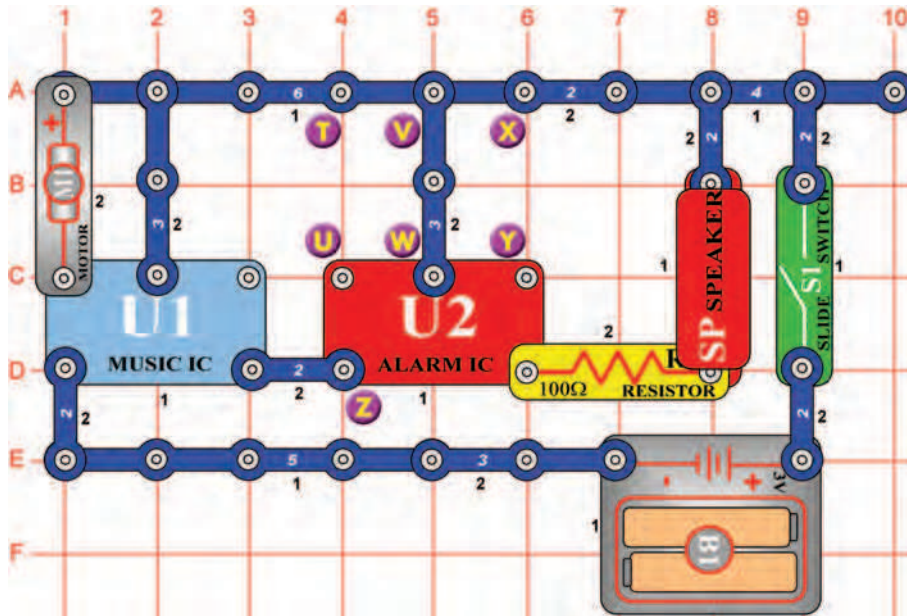 1 2 3 4 5 6 7 8 9 10
A
6
1
2
2
4
1
+
T V X
2 2
2 2
B
M1
2
MOTOR
3 2
3 2
U W Y
SP SPEAKER
1
SLIDE S1 SWITCH
1
C
U1
MUSIC IC
1
U2
ALARM IC
1
D
2
2
2
R
100Ω RESISTOR
2 2
Z
2 2
E
5
1
3
2
- +
3V
1
B1
F